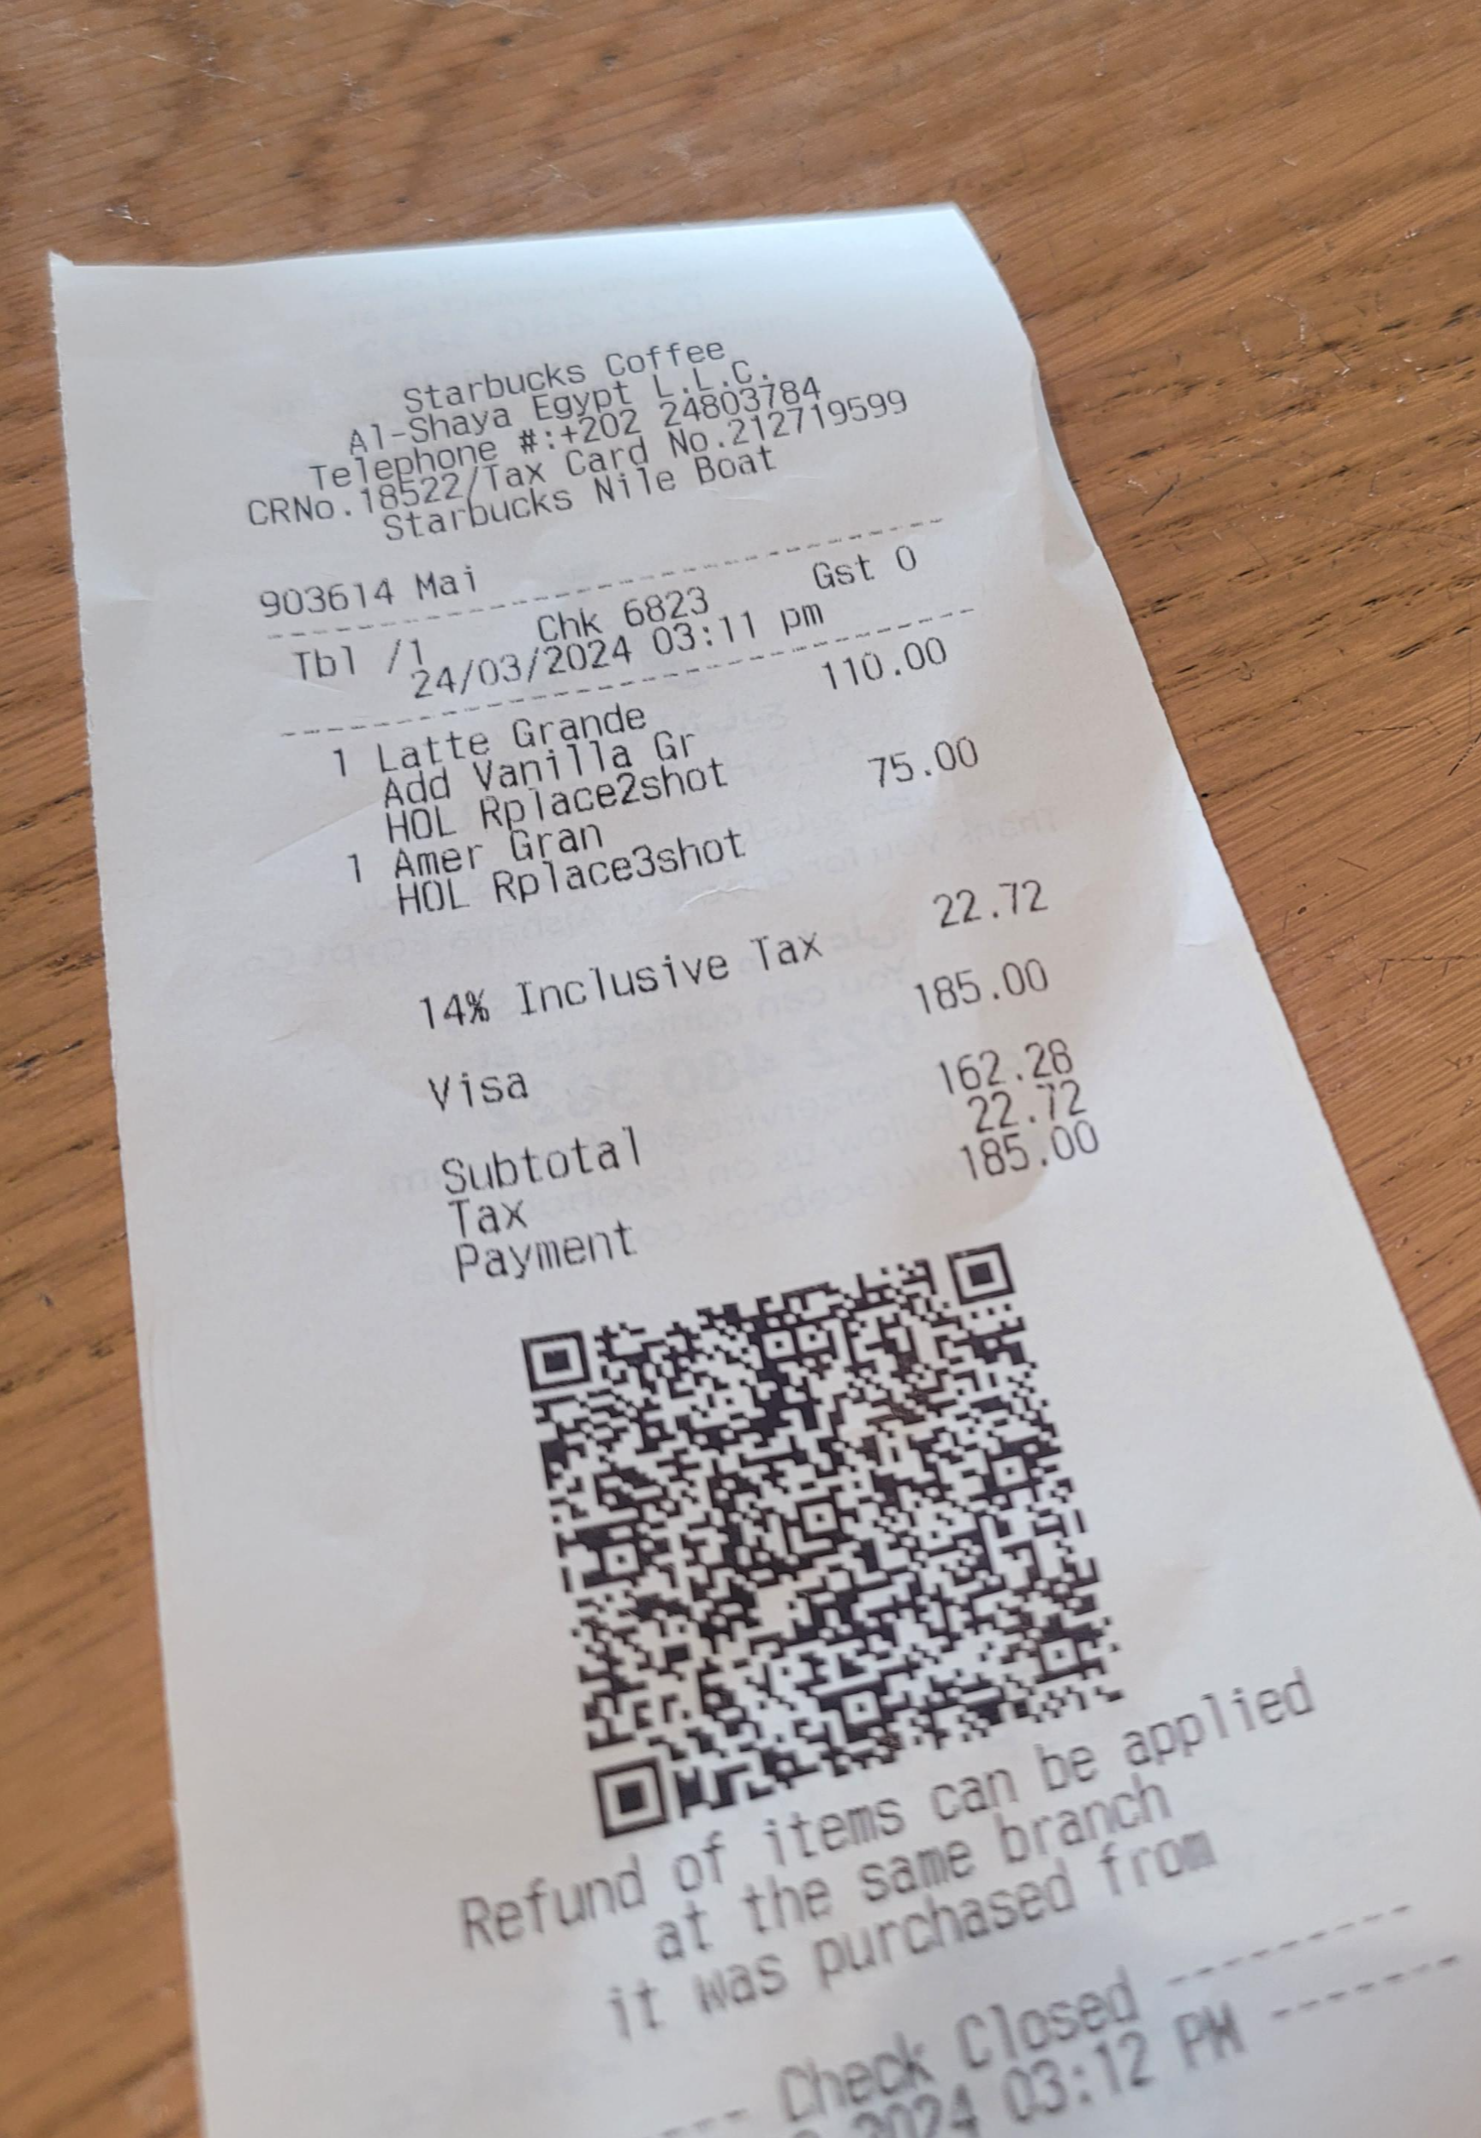 Starbucks Coffee
Al-Shaya Egypt L.L.C.
Telephone #:+202 24803784
CRNo.18522/Tax Card No.212719599
Starbucks Nile Boat
903614 Mai
Tbl /1 Chk 6823 Gst 0
24/03/2024 03:11 pm
1 Latte Grande 110.00
Add Vanilla Gr
HOL Rplace2shot
1 Amer Gran 75.00
HOL Rplace3shot
14% Inclusive Tax 22.72
Visa 185.00
Subtotal 162.28
Tax 22.72
Payment 185.00
Refund of items can be applied
at the same branch
it was purchased from
--- Check Closed --------
2024 03:12 PM ------